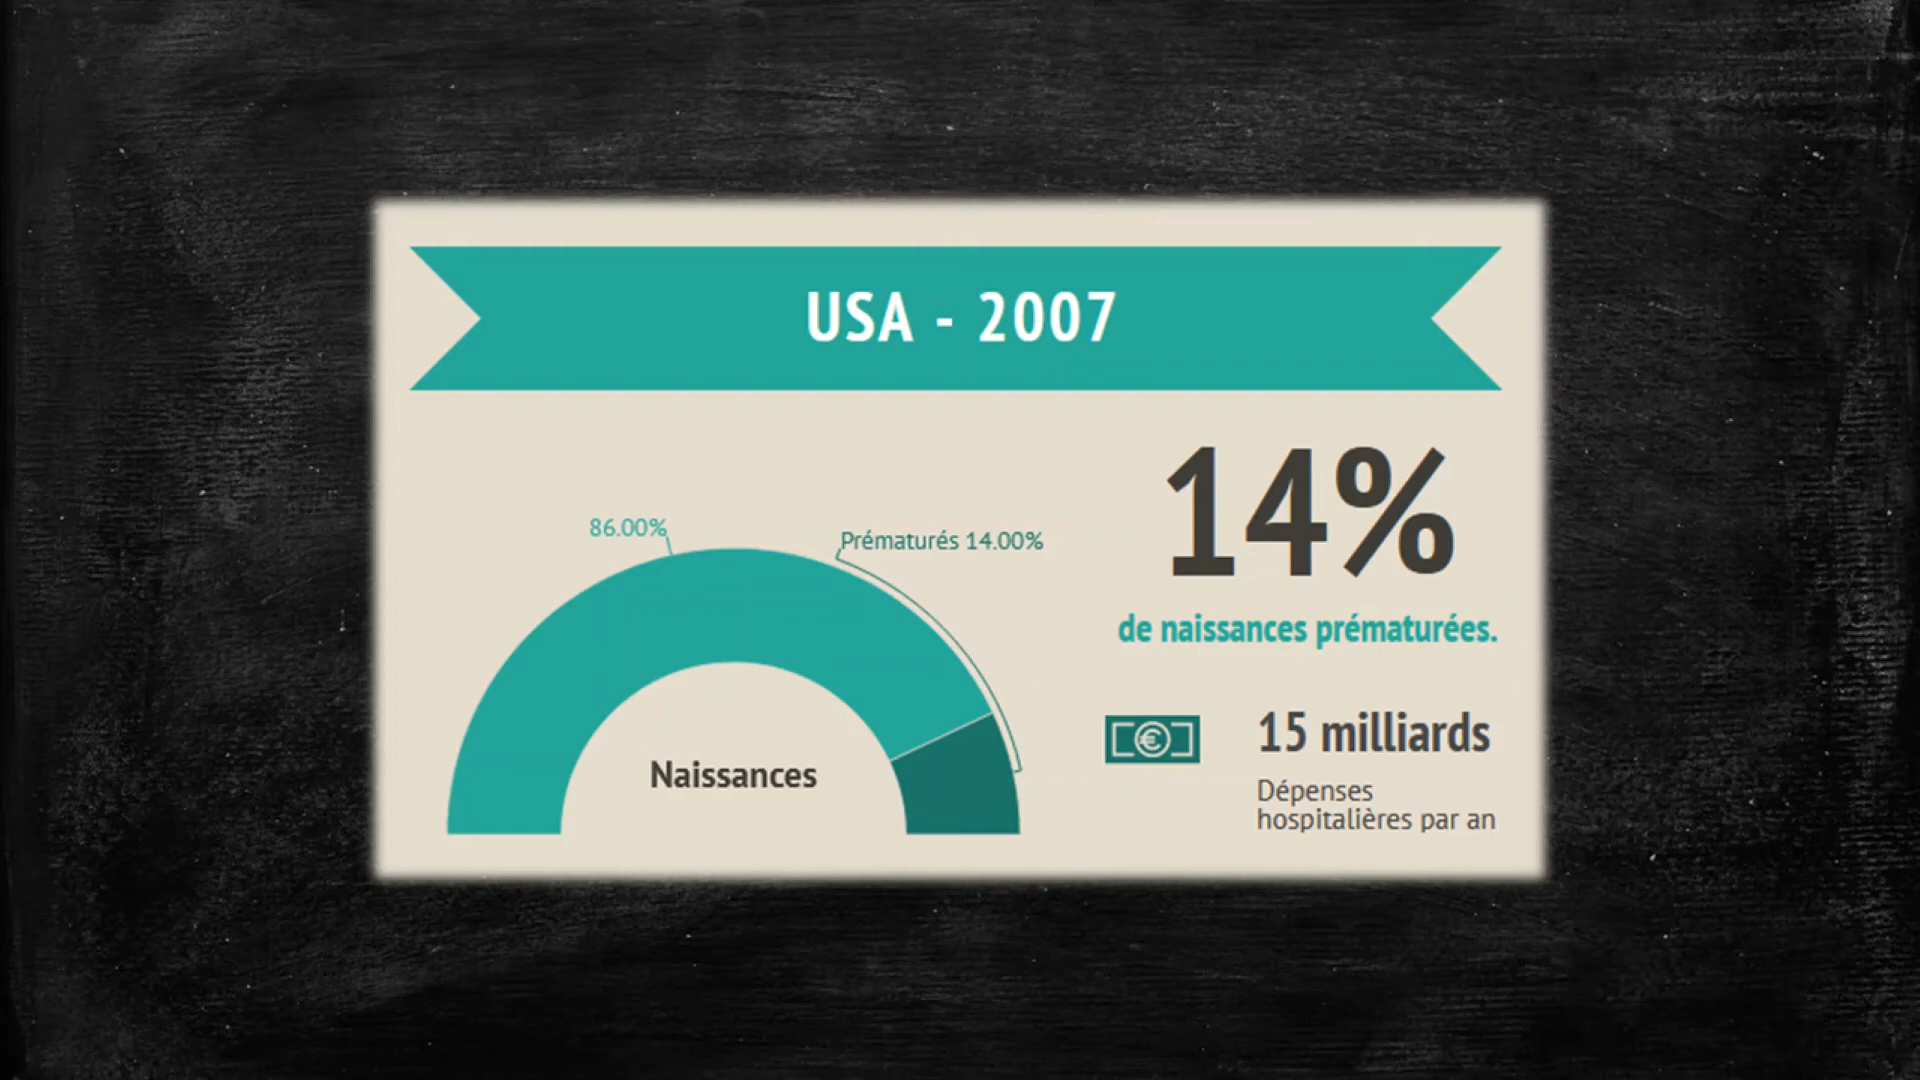 USA - 2007
86.00%
Prématurés 14.00%
Naissances
14%
de naissances prématurées.
€
15 milliards
Dépenses
hospitalières par an